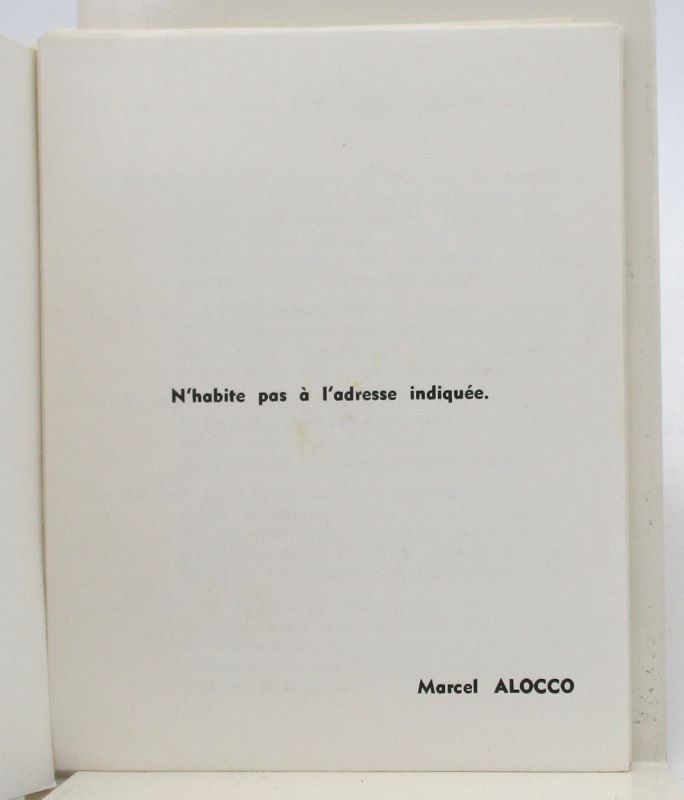 N'habite pas à l'adresse indiquée.
Marcel ALOCCO